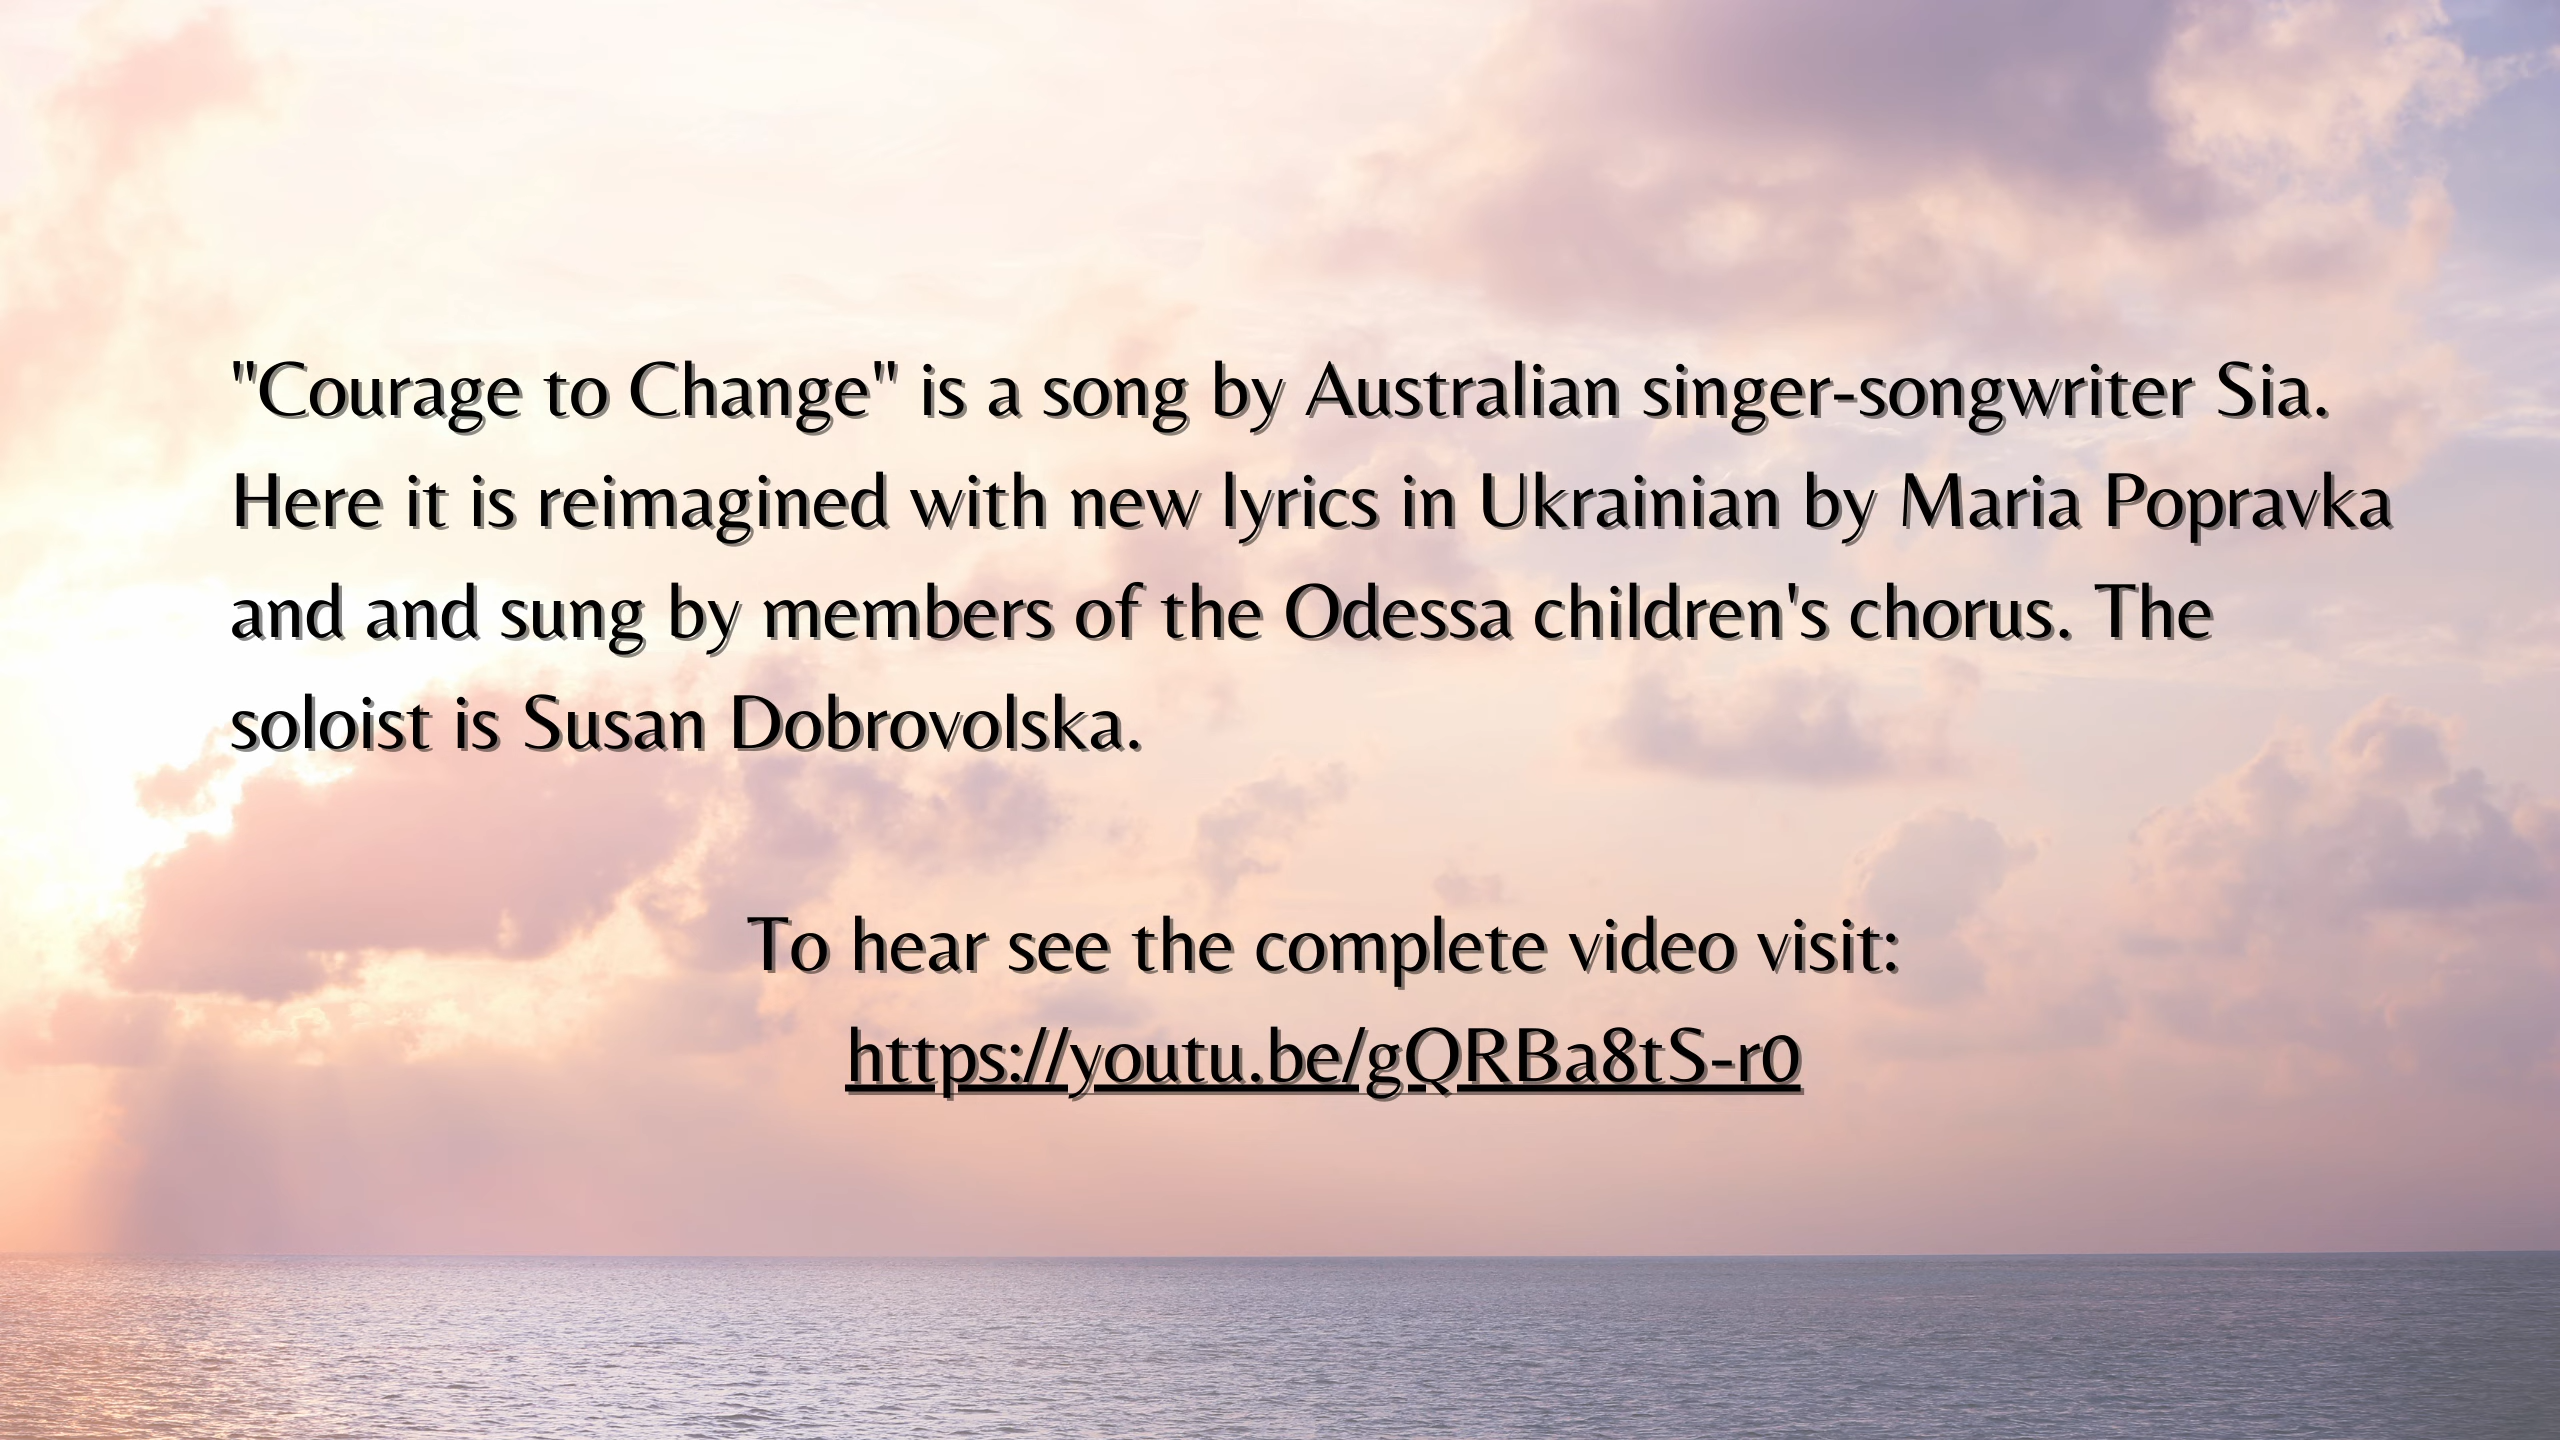 "Courage to Change" is a song by Australian singer-songwriter Sia.
Here it is reimagined with new lyrics in Ukrainian by Maria Popravka
and and sung by members of the Odessa children's chorus. The
soloist is Susan Dobrovolska.
To hear see the complete video visit:
https://youtu.be/gQRBa8tS-r0